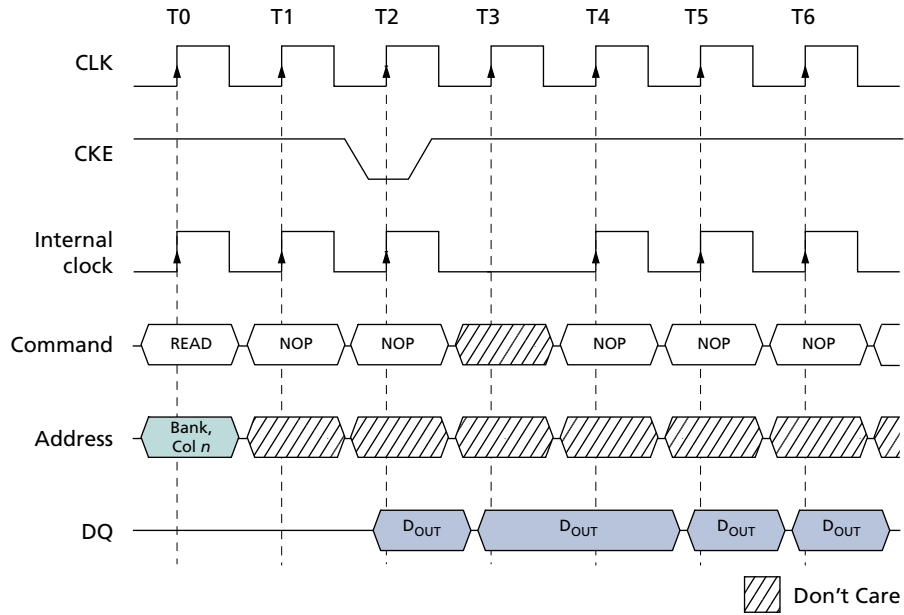 T0 T1 T2 T3 T4 T5 T6
CLK
CKE
Internal
clock
Command READ NOP NOP NOP NOP NOP
Address Bank,
Col n
DQ DOUT DOUT DOUT DOUT
Don't Care